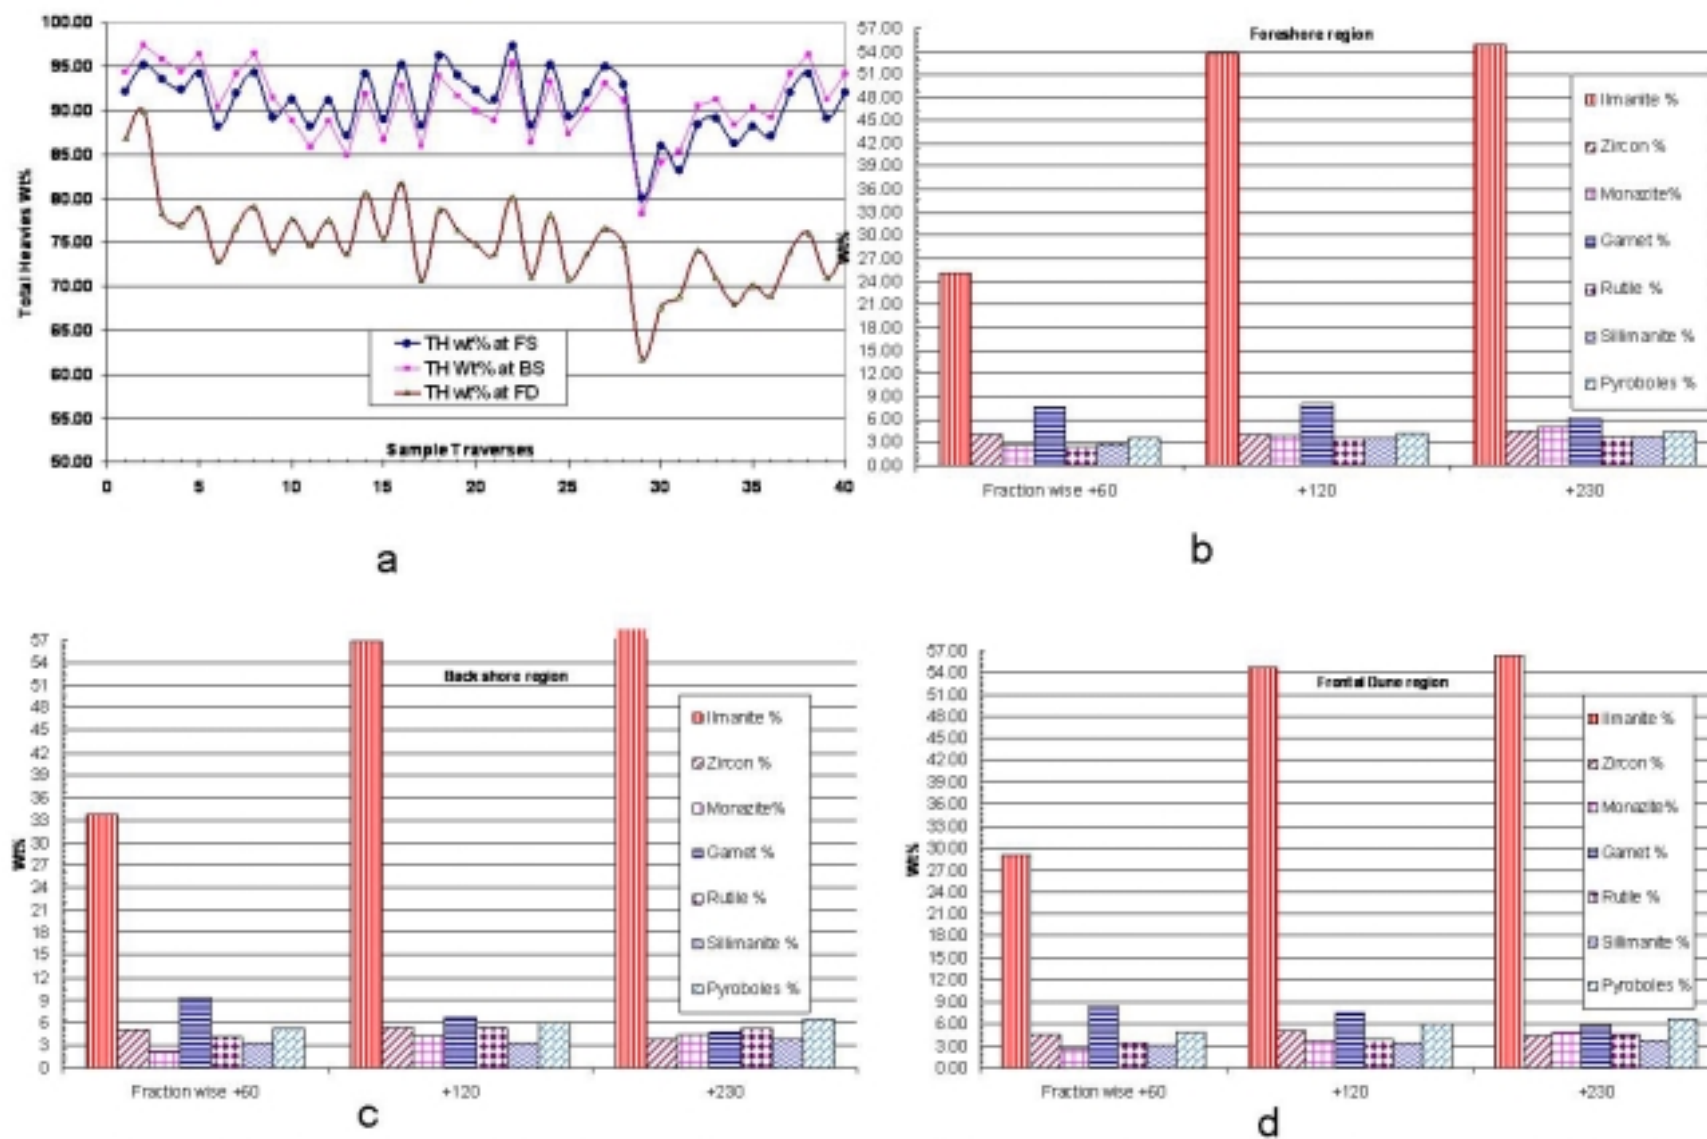 100.00
95.00
90.00
85.00
80.00
75.00
70.00
65.00
60.00
55.00
50.00
Total Heavies Wt%
TH wt% at FS
TH Wt% at BS
TH wt% at FD
Sample Traverses
0 5 10 15 20 25 30 35 40
a
57.00
54.00
51.00
48.00
45.00
42.00
39.00
36.00
33.00
30.00
27.00
24.00
21.00
18.00
15.00
12.00
9.00
6.00
3.00
0.00
Wt%
Foreshore region
Ilmanite %
Zircon %
Monazite%
Garnet %
Rutile %
Sillimanite %
Pyroboles %
Fraction wise +60 +120 +230
b
57
54
51
48
45
42
39
36
33
30
27
24
21
18
15
12
9
6
3
0
Wt%
Back shore region
Ilmanite %
Zircon %
Monazite%
Garnet %
Rutile %
Sillimanite %
Pyroboles %
Fraction wise +60 +120 +230
c
57.00
54.00
51.00
48.00
45.00
42.00
39.00
36.00
33.00
30.00
27.00
24.00
21.00
18.00
15.00
12.00
9.00
6.00
3.00
0.00
Wt%
Frontal Dune region
Ilmanite %
Zircon %
Monazite%
Garnet %
Rutile %
Sillimanite %
Pyroboles %
Fraction wise +60 +120 +230
d